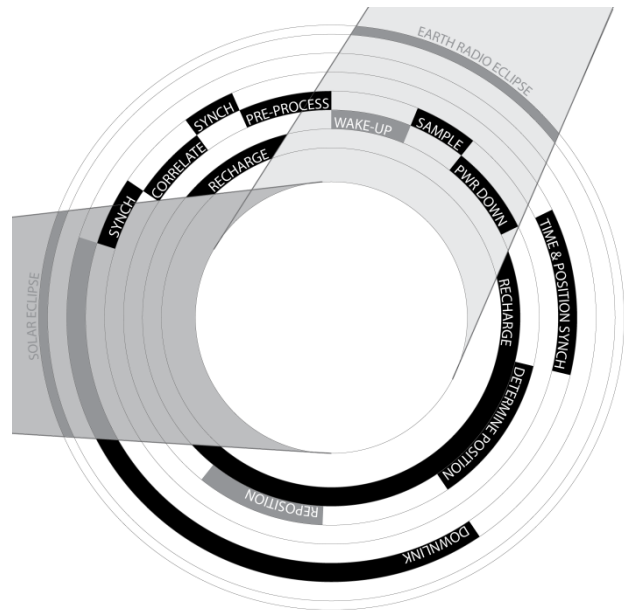 EARTH RADIO ECLIPSE
SYNCH
PRE-PROCESS
WAKE-UP
SAMPLE
CORRELATE
RECHARGE
PWR DOWN
SYNCH
TIME & POSITION SYNCH
SOLAR ECLIPSE
RECHARGE
DETERMINE POSITION
REPOSITION
DOWNLINK